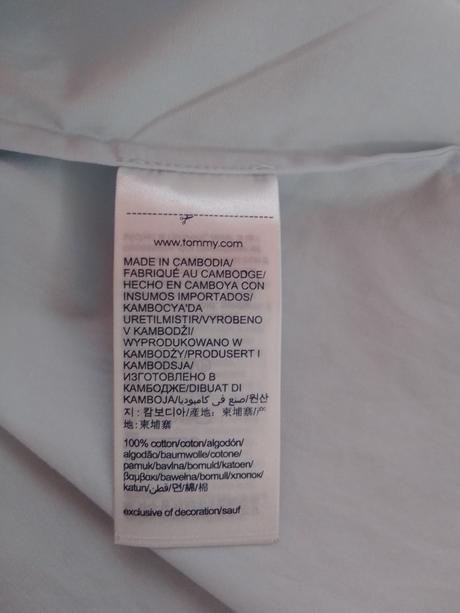 www.tommy.com
MADE IN CAMBODIA/
FABRIQUÉ AU CAMBODGE/
HECHO EN CAMBOYA CON
INSUMOS IMPORTADOS/
KAMBOCYA'DA
URETILMISTIR/VYROBENO
V KAMBODŽI/
WYPRODUKOWANO W
KAMBODŻY/PRODUSERT I
KAMBODSJA/
ИЗГОТОВЛЕНО В
КАМБОДЖЕ/DIBUAT DI
KAMBOJA/صنع في كامبوديا/원산
지: 캄보디아/產地: 柬埔寨/产
地: 柬埔寨
100% cotton/coton/algodón/
algodão/baumwolle/cotone/
pamuk/bavlna/bomuld/katoen/
βαμβακι/bawełna/bomull/хлопок/
katun/قطن/면/綿/棉
exclusive of decoration/sauf